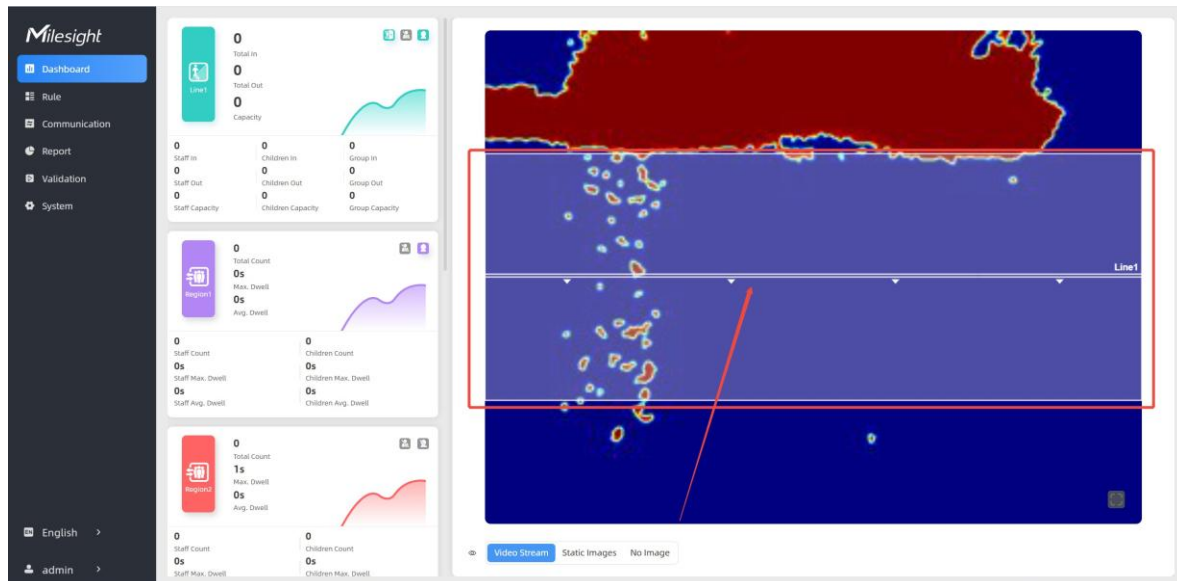 Milesight
Dashboard
Rule
Communication
Report
Validation
System
English
admin
Line1
0
Total In
0
Total Out
0
Capacity
0 0 0
Staff In Children In Group In
0 0 0
Staff Out Children Out Group Out
0 0 0
Staff Capacity Children Capacity Group Capacity
Region1
0
Total Count
0s
Max. Dwell
0s
Avg. Dwell
0 0
Staff Count Children Count
0s 0s
Staff Max. Dwell Children Max. Dwell
0s 0s
Staff Avg. Dwell Children Avg. Dwell
Region2
0
Total Count
1s
Max. Dwell
0s
Avg. Dwell
0 0
Staff Count Children Count
0s 0s
Staff Max. Dwell Children Max. Dwell
Line1
Video Stream Static Images No Image